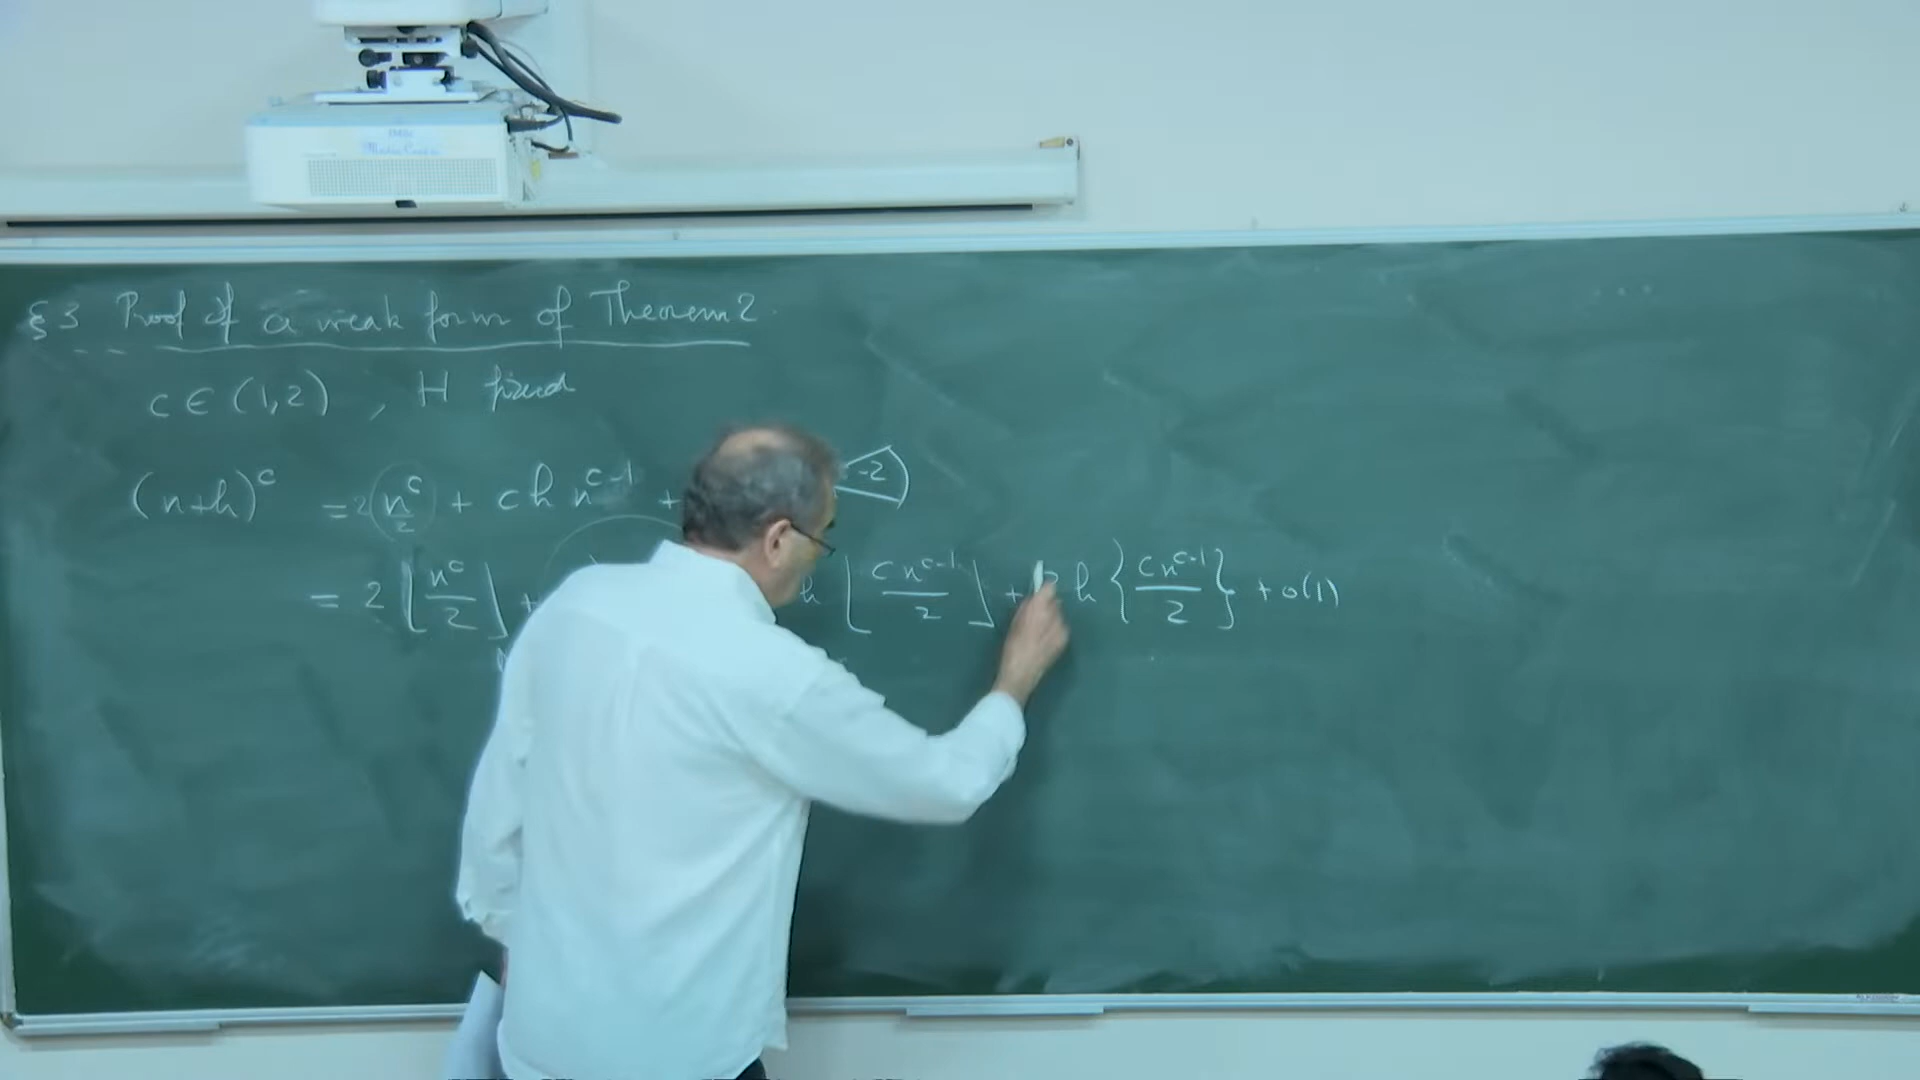 §3 Proof of a weak form of Theorem 2.
c ∈ (1,2) , H fixed
(n+h)^c = 2 (n^c/2) + c h n^{c-1} + -2)
= 2 ⌊n^c/2⌋ + h ⌊cn^{c-1}/2⌋ + 2 h {cn^{c-1}/2} + o(1)